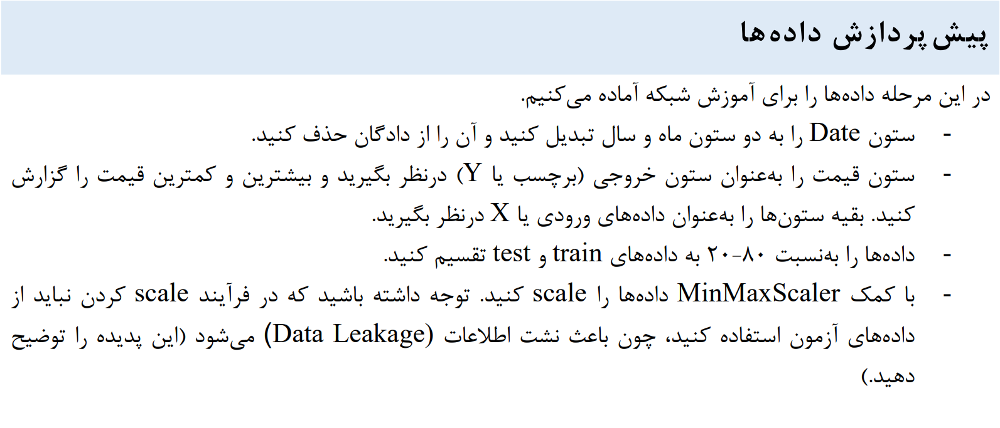 پیش پردازش داده‌ها
در این مرحله داده‌ها را برای آموزش شبکه آماده می‌کنیم.
- ستون Date را به دو ستون ماه و سال تبدیل کنید و آن را از دادگان حذف کنید.
- ستون قیمت را به‌عنوان ستون خروجی (برچسب یا Y) درنظر بگیرید و بیشترین و کمترین قیمت را گزارش
کنید. بقیه ستون‌ها را به‌عنوان داده‌های ورودی یا X درنظر بگیرید.
- داده‌ها را به‌نسبت ۸۰-۲۰ به داده‌های train و test تقسیم کنید.
- با کمک MinMaxScaler داده‌ها را scale کنید. توجه داشته باشید که در فرآیند scale کردن نباید از
داده‌های آزمون استفاده کنید، چون باعث نشت اطلاعات (Data Leakage) می‌شود (این پدیده را توضیح
دهید.)